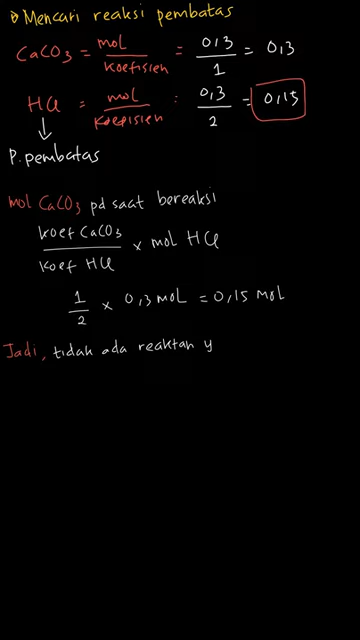 Mencari reaksi pembatas
CaCO₃ = mol / koefisien = 0,3 / 1 = 0,3
HCl = mol / koefisien = 0,3 / 2 = 0,15
↓
P. pembatas
mol CaCO₃ pd saat bereaksi
koef CaCO₃ / koef HCl × mol HCl
1 / 2 × 0,3 mol = 0,15 mol
Jadi, tidak ada reaktan y